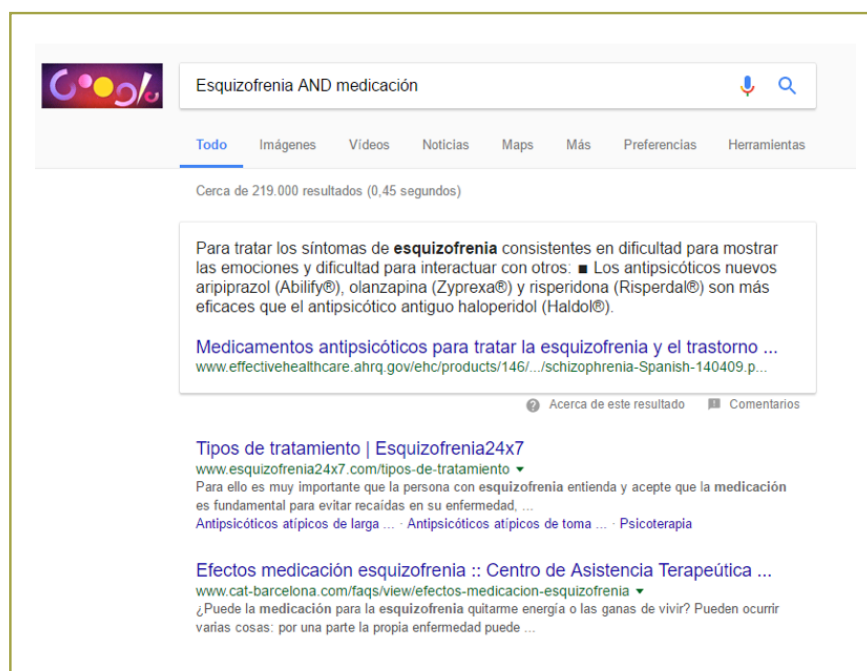 Google
Esquizofrenia AND medicación
Todo Imágenes Vídeos Noticias Maps Más Preferencias Herramientas
Cerca de 219.000 resultados (0,45 segundos)
Para tratar los síntomas de esquizofrenia consistentes en dificultad para mostrar
las emociones y dificultad para interactuar con otros: ■ Los antipsicóticos nuevos
aripiprazol (Abilify®), olanzapina (Zyprexa®) y risperidona (Risperdal®) son más
eficaces que el antipsicótico antiguo haloperidol (Haldol®).
Medicamentos antipsicóticos para tratar la esquizofrenia y el trastorno ...
www.effectivehealthcare.ahrq.gov/ehc/products/146/.../schizophrenia-Spanish-140409.p...
Acerca de este resultado Comentarios
Tipos de tratamiento | Esquizofrenia24x7
www.esquizofrenia24x7.com/tipos-de-tratamiento
Para ello es muy importante que la persona con esquizofrenia entienda y acepte que la medicación
es fundamental para evitar recaídas en su enfermedad, ...
Antipsicóticos atípicos de larga ... · Antipsicóticos atípicos de toma ... · Psicoterapia
Efectos medicación esquizofrenia :: Centro de Asistencia Terapeútica ...
www.cat-barcelona.com/faqs/view/efectos-medicacion-esquizofrenia
¿Puede la medicación para la esquizofrenia quitarme energía o las ganas de vivir? Pueden ocurrir
varias cosas: por una parte la propia enfermedad puede ...